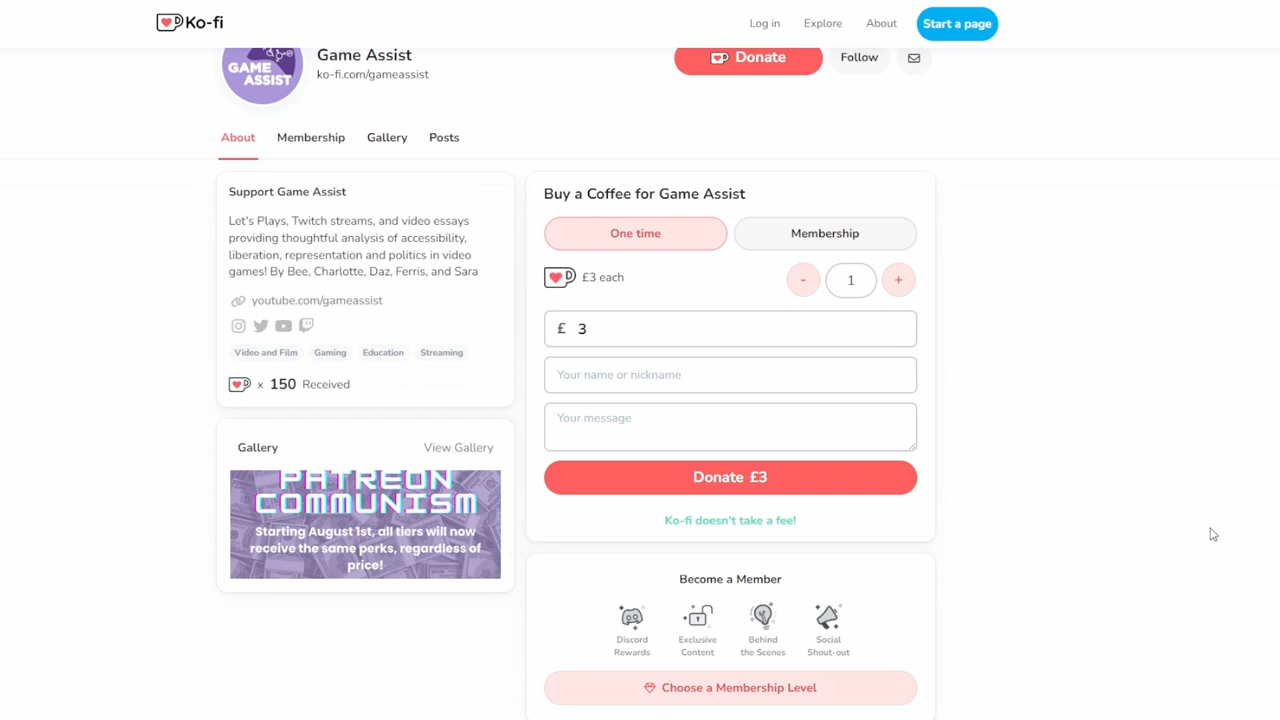 Ko-fi
Log in
Explore
About
Start a page
GAME
ASSIST
Game Assist
ko-fi.com/gameassist
Donate
Follow
About
Membership
Gallery
Posts
Support Game Assist
Let's Plays, Twitch streams, and video essays
providing thoughtful analysis of accessibility,
liberation, representation and politics in video
games! By Bee, Charlotte, Daz, Ferris, and Sara
youtube.com/gameassist
Video and Film
Gaming
Education
Streaming
x 150 Received
Gallery
View Gallery
PATREON
COMMUNISM
Starting August 1st, all tiers will now
receive the same perks, regardless of
price!
Buy a Coffee for Game Assist
One time
Membership
£3 each
-
1
+
£ 3
Your name or nickname
Your message
Donate £3
Ko-fi doesn't take a fee!
Become a Member
Discord
Rewards
Exclusive
Content
Behind
the Scenes
Social
Shout-out
Choose a Membership Level